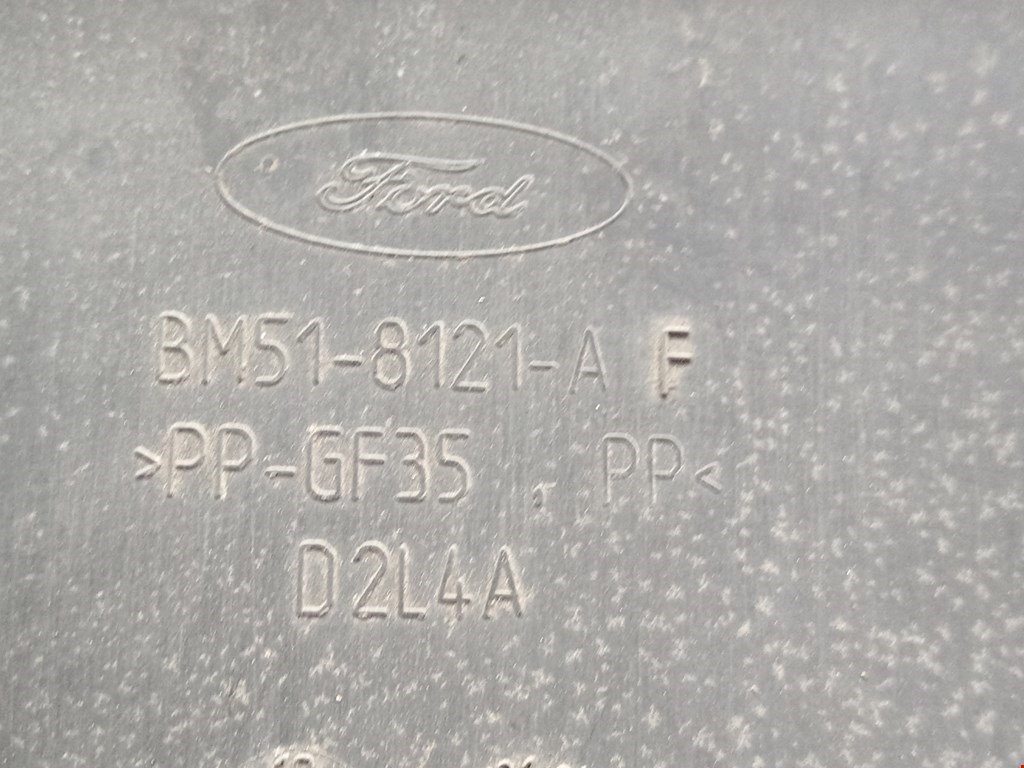 Ford
BM51-8121-A F
>PP-GF35 , PP<
D2L4A